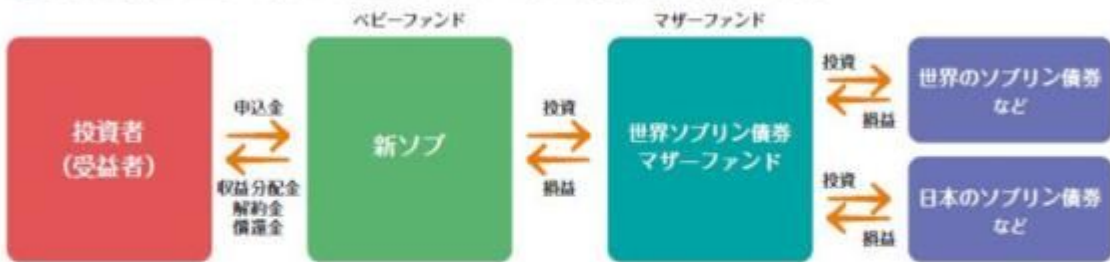 ベビーファンド
マザーファンド
投資者
(受益者)
申込金
収益分配金
解約金
償還金
新ソブ
投資
損益
世界ソブリン債券
マザーファンド
投資
損益
世界のソブリン債券
など
投資
損益
日本のソブリン債券
など